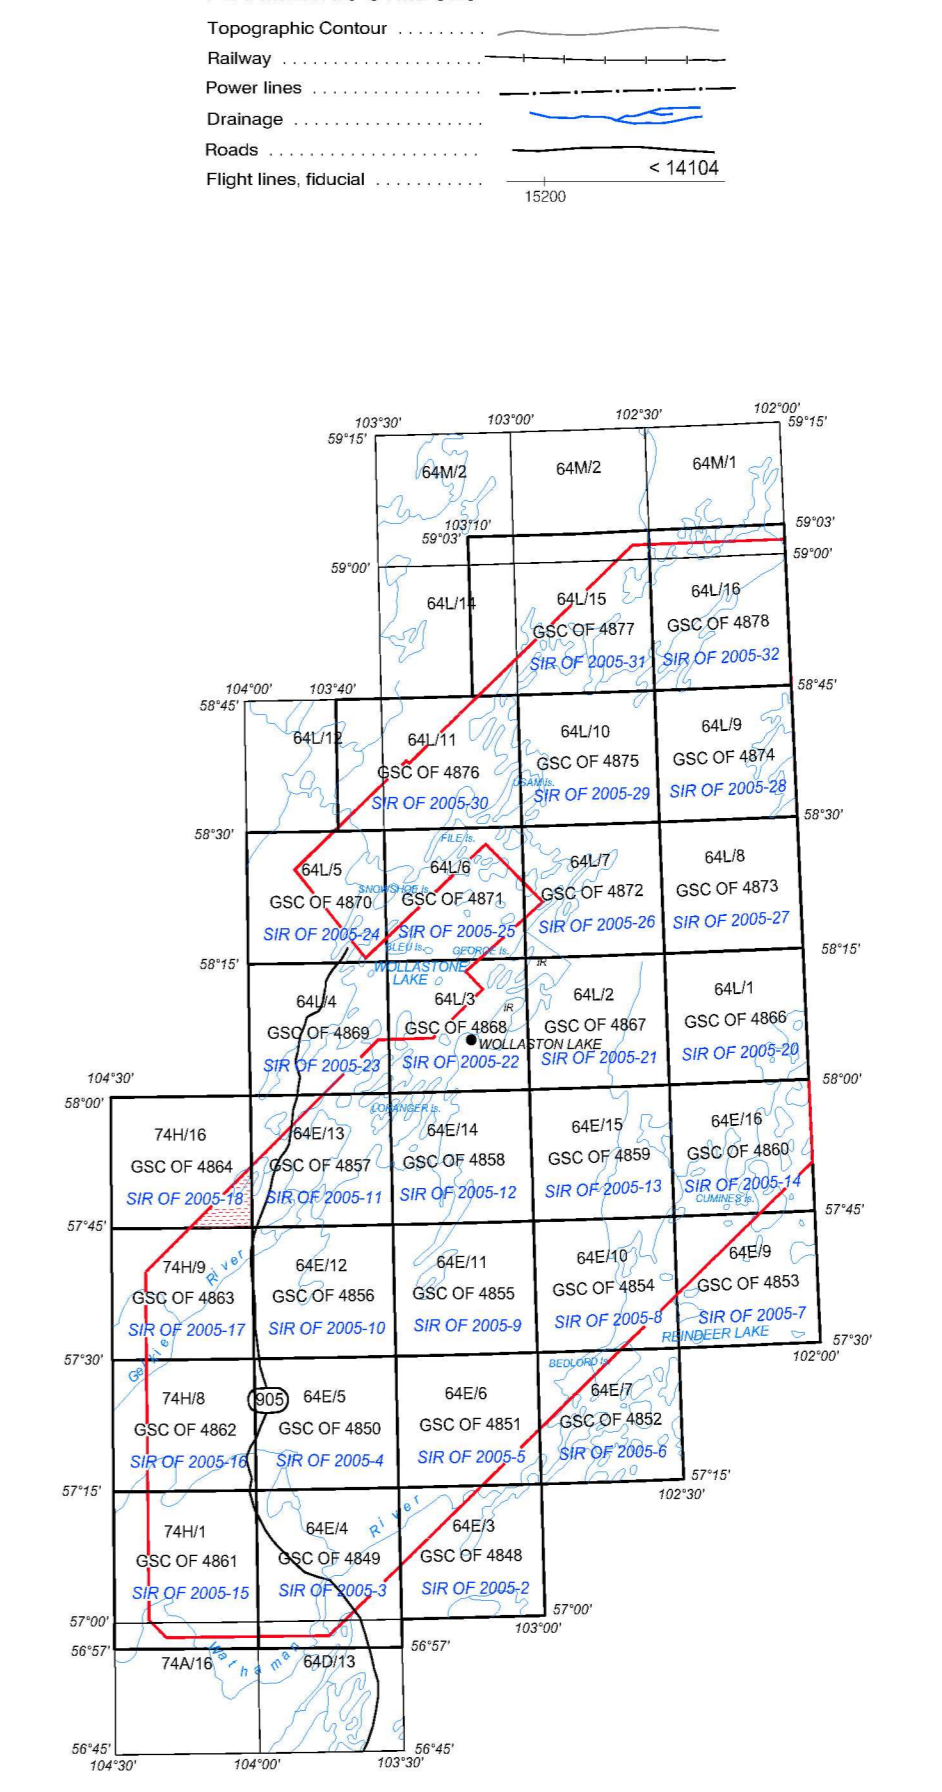 Topographic Contour .........
Railway ......................
Power lines ..................
Drainage ....................
Roads ......................
Flight lines, fiducial ...........
< 14104
15200
103°30' 103°00' 102°30' 102°00'
59°15' 59°15'
64M/2 64M/2 64M/1
103°10'
59°03' 59°03'
59°00' 59°00'
64L/14 64L/15 64L/16
GSC OF 4877 GSC OF 4878
SIR OF 2005-31 SIR OF 2005-32
104°00' 103°40'
58°45' 58°45'
64L/12 64L/11 64L/10 64L/9
GSC OF 4876 GSC OF 4875 GSC OF 4874
USAM Is.
SIR OF 2005-30 SIR OF 2005-29 SIR OF 2005-28
58°30' 58°30'
FILE Is.
64L/5 64L/6 64L/7 64L/8
SNOWSHOE Is.
GSC OF 4870 GSC OF 4871 GSC OF 4872 GSC OF 4873
SIR OF 2005-24 SIR OF 2005-25 SIR OF 2005-26 SIR OF 2005-27
BLEU Is. GEORGE Is.
58°15' 58°15'
WOLLASTONE IR
LAKE
64L/4 64L/3 64L/2 64L/1
IR
GSC OF 4869 GSC OF 4868 GSC OF 4867 GSC OF 4866
WOLLASTON LAKE
SIR OF 2005-23 SIR OF 2005-22 SIR OF 2005-21 SIR OF 2005-20
104°30'
58°00' 58°00'
LORANGER Is.
74H/16 64E/13 64E/14 64E/15 64E/16
GSC OF 4864 GSC OF 4857 GSC OF 4858 GSC OF 4859 GSC OF 4860
SIR OF 2005-18 SIR OF 2005-11 SIR OF 2005-12 SIR OF 2005-13 SIR OF 2005-14
CUMINES Is.
57°45' 57°45'
River
74H/9 64E/12 64E/11 64E/10 64E/9
GSC OF 4863 GSC OF 4856 GSC OF 4855 GSC OF 4854 GSC OF 4853
SIR OF 2005-17 SIR OF 2005-10 SIR OF 2005-9 SIR OF 2005-8 SIR OF 2005-7
REINDEER LAKE
57°30' 57°30'
102°00'
BEDLORD Is.
74H/8 905 64E/5 64E/6 64E/7
GSC OF 4862 GSC OF 4850 GSC OF 4851 GSC OF 4852
SIR OF 2005-16 SIR OF 2005-4 SIR OF 2005-5 SIR OF 2005-6
57°15' 57°15'
102°30'
River
74H/1 64E/4 64E/3
GSC OF 4861 GSC OF 4849 GSC OF 4848
SIR OF 2005-15 SIR OF 2005-3 SIR OF 2005-2
57°00' 57°00'
103°00'
56°57' 56°57'
Wathaman
74A/16 64D/13
56°45' 56°45'
104°30' 104°00' 103°30'